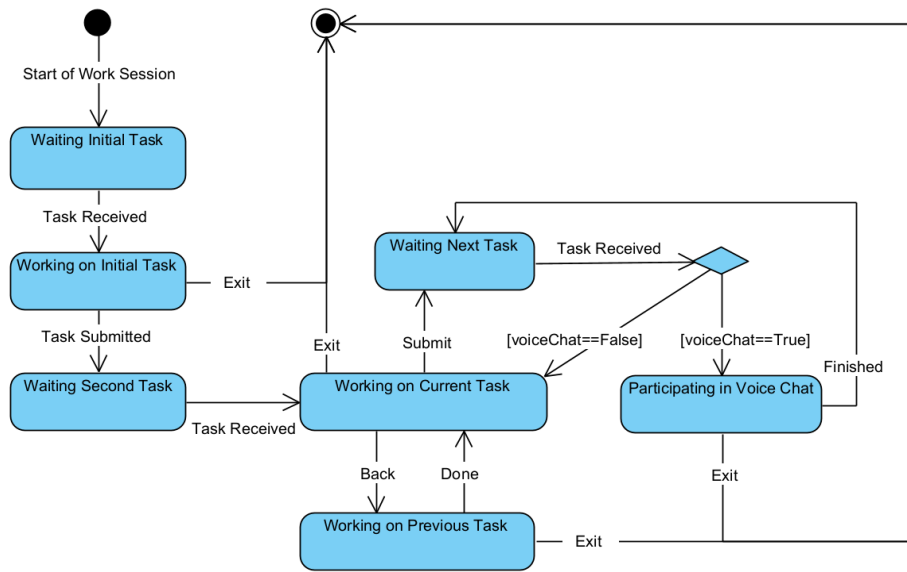 Start of Work Session
Waiting Initial Task
Task Received
Working on Initial Task
Exit
Task Submitted
Waiting Second Task
Task Received
Waiting Next Task
Task Received
[voiceChat==False]
[voiceChat==True]
Exit
Submit
Finished
Working on Current Task
Participating in Voice Chat
Back
Done
Exit
Working on Previous Task
Exit